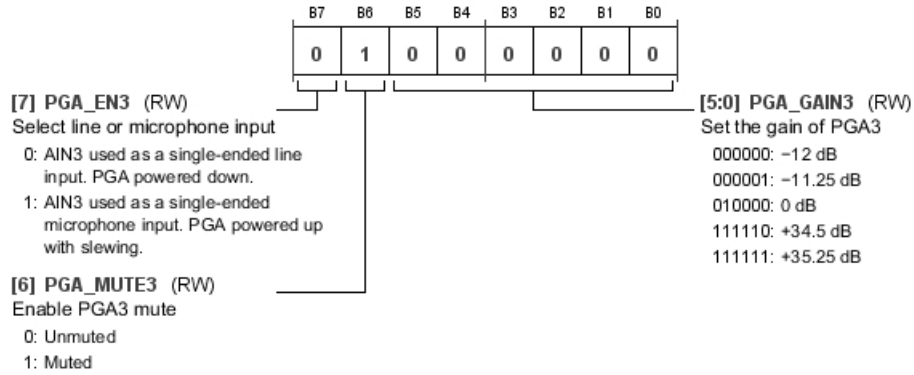 B7 B6 B5 B4 B3 B2 B1 B0
0 1 0 0 0 0 0 0
[7] PGA_EN3 (RW)
Select line or microphone input
0: AIN3 used as a single-ended line
input. PGA powered down.
1: AIN3 used as a single-ended
microphone input. PGA powered up
with slewing.
[6] PGA_MUTE3 (RW)
Enable PGA3 mute
0: Unmuted
1: Muted
[5:0] PGA_GAIN3 (RW)
Set the gain of PGA3
000000: −12 dB
000001: −11.25 dB
010000: 0 dB
111110: +34.5 dB
111111: +35.25 dB